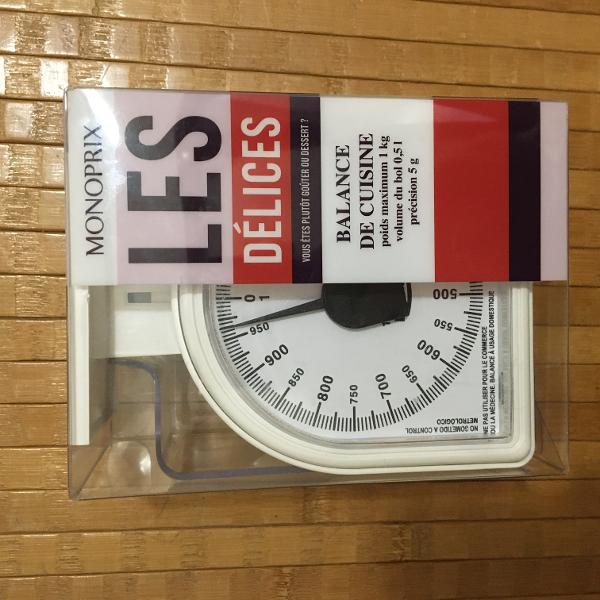 MONOPRIX
LES
DÉLICES
VOUS ÊTES PLUTÔT GOÛTER OU DESSERT ?
BALANCE
DE CUISINE
poids maximum 1 kg
volume du bol 0,5 l
précision 5 g
0
1
950
900
850
800
750
700
650
600
550
500
NO SOMETIDO A CONTROL
METROLOGICO
NE PAS UTILISER POUR LE COMMERCE
OU LA MÉDECINE. BALANCE À USAGE DOMESTIQUE